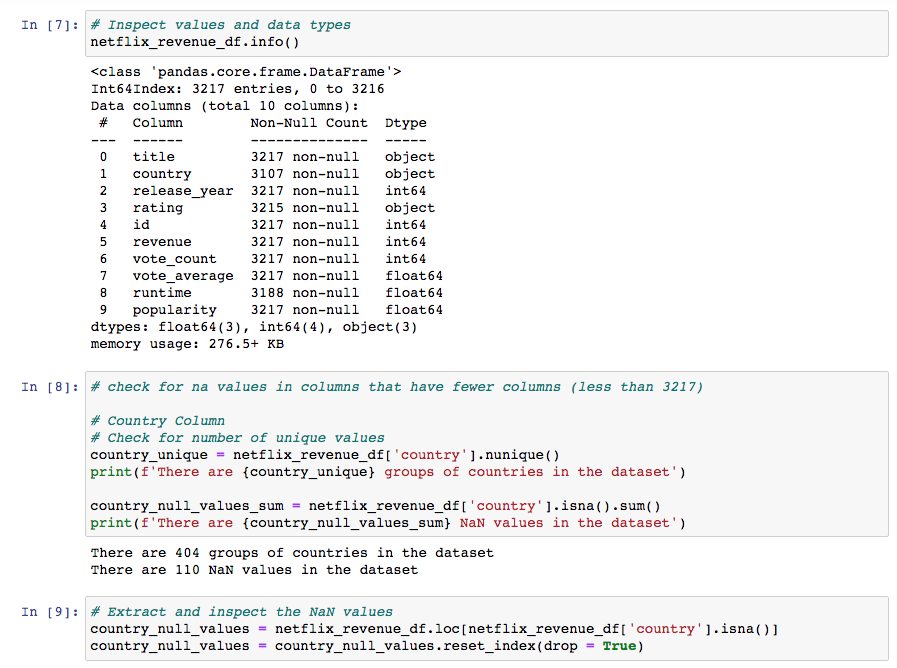 In [7]: # Inspect values and data types
netflix_revenue_df.info()
<class 'pandas.core.frame.DataFrame'>
Int64Index: 3217 entries, 0 to 3216
Data columns (total 10 columns):
 #   Column        Non-Null Count  Dtype
---  ------        --------------  -----
 0   title         3217 non-null   object
 1   country       3107 non-null   object
 2   release_year  3217 non-null   int64
 3   rating        3215 non-null   object
 4   id            3217 non-null   int64
 5   revenue       3217 non-null   int64
 6   vote_count    3217 non-null   int64
 7   vote_average  3217 non-null   float64
 8   runtime       3188 non-null   float64
 9   popularity    3217 non-null   float64
dtypes: float64(3), int64(4), object(3)
memory usage: 276.5+ KB
In [8]: # check for na values in columns that have fewer columns (less than 3217)
# Country Column
# Check for number of unique values
country_unique = netflix_revenue_df['country'].nunique()
print(f'There are {country_unique} groups of countries in the dataset')
country_null_values_sum = netflix_revenue_df['country'].isna().sum()
print(f'There are {country_null_values_sum} NaN values in the dataset')
There are 404 groups of countries in the dataset
There are 110 NaN values in the dataset
In [9]: # Extract and inspect the NaN values
country_null_values = netflix_revenue_df.loc[netflix_revenue_df['country'].isna()]
country_null_values = country_null_values.reset_index(drop = True)